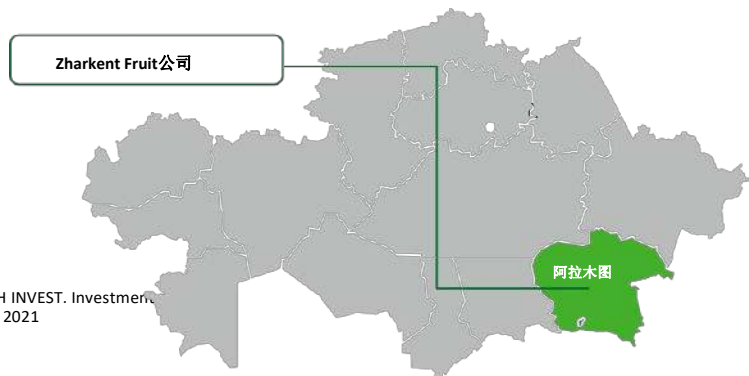 Zharkent Fruit公司
阿拉木图
H INVEST. Investment
2021